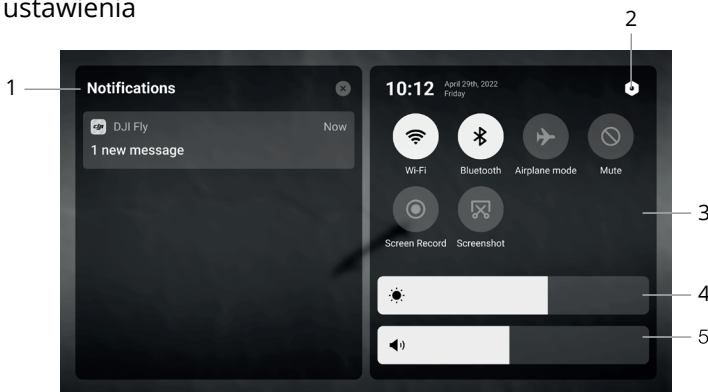 ustawienia
2
1
Notifications
10:12
April 29th, 2022
Friday
dji DJI Fly Now
1 new message
Wi-Fi Bluetooth Airplane mode Mute
3
Screen Record Screenshot
4
5